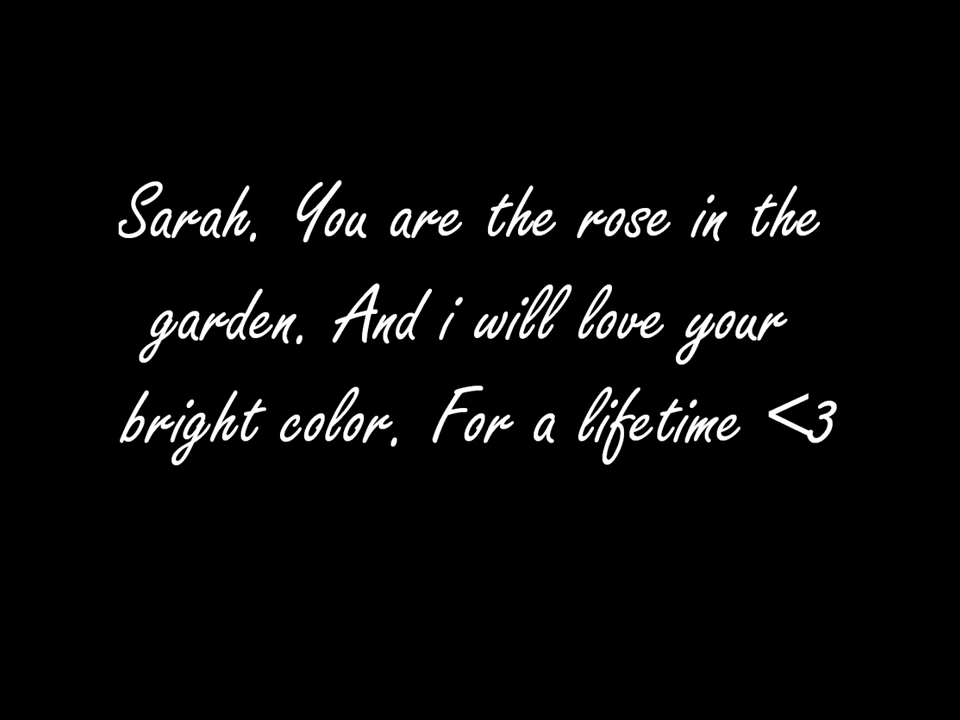 Sarah. You are the rose in the
garden. And i will love your
bright color. For a lifetime <3